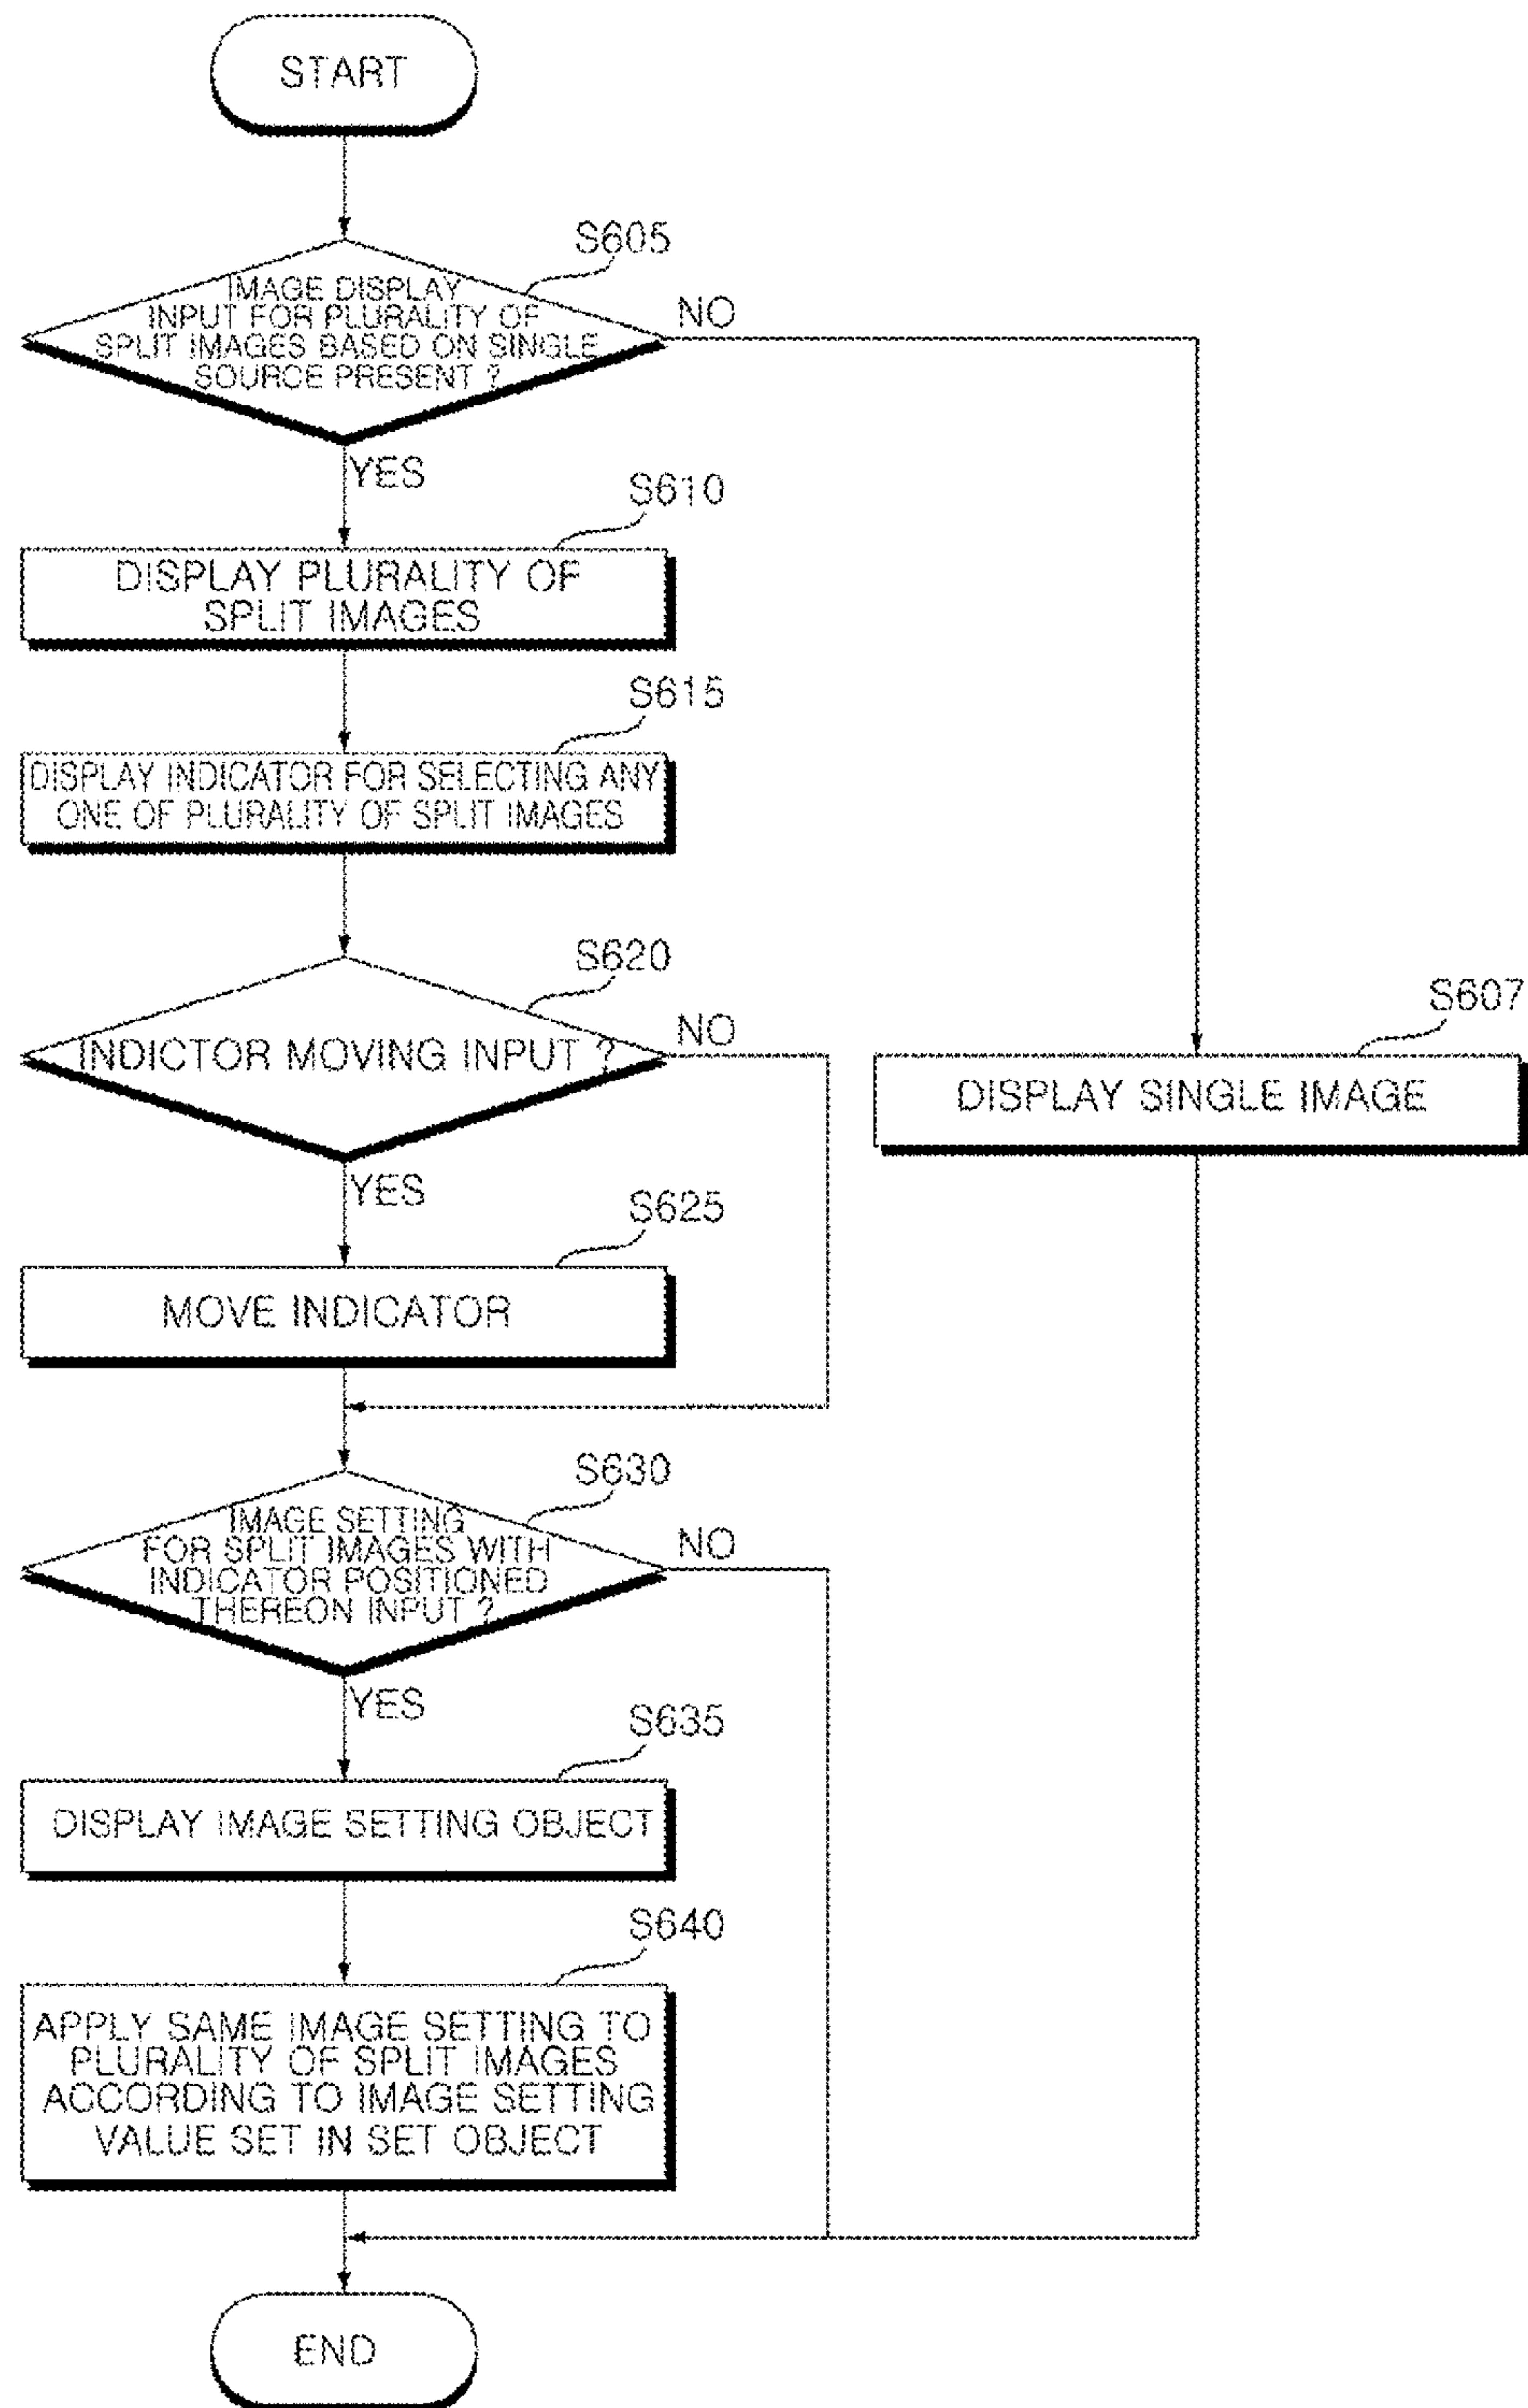 START
S605
IMAGE DISPLAY
INPUT FOR PLURALITY OF
SPLIT IMAGES BASED ON SINGLE
SOURCE PRESENT ?
NO
YES
S610
DISPLAY PLURALITY OF
SPLIT IMAGES
S615
DISPLAY INDICATOR FOR SELECTING ANY
ONE OF PLURALITY OF SPLIT IMAGES
S620
INDICTOR MOVING INPUT ?
NO
S607
DISPLAY SINGLE IMAGE
YES
S625
MOVE INDICATOR
S630
IMAGE SETTING
FOR SPLIT IMAGES WITH
INDICATOR POSITIONED
THEREON INPUT ?
NO
YES
S635
DISPLAY IMAGE SETTING OBJECT
S640
APPLY SAME IMAGE SETTING TO
PLURALITY OF SPLIT IMAGES
ACCORDING TO IMAGE SETTING
VALUE SET IN SET OBJECT
END